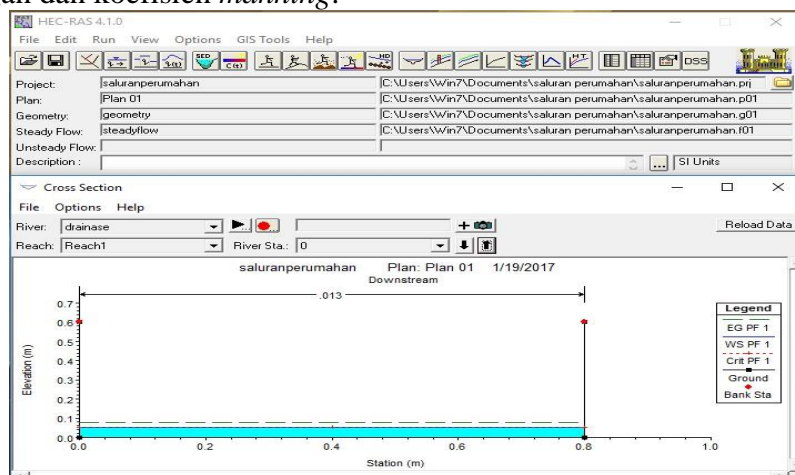 an dan koefisien manning.
HEC-RAS 4.1.0
File Edit Run View Options GIS Tools Help
SED
C(t)
HD
HT
DSS
Project: saluranperumahan C:\Users\Win7\Documents\saluran perumahan\saluranperumahan.prj
Plan: Plan 01 C:\Users\Win7\Documents\saluran perumahan\saluranperumahan.p01
Geometry: geometry C:\Users\Win7\Documents\saluran perumahan\saluranperumahan.g01
Steady Flow: steadyflow C:\Users\Win7\Documents\saluran perumahan\saluranperumahan.f01
Unsteady Flow:
Description : ... SI Units
Cross Section
File Options Help
River: drainase Reload Data
Reach: Reach1 River Sta.: 0
saluranperumahan Plan: Plan 01 1/19/2017
Downstream
.013
Legend
EG PF 1
WS PF 1
Crit PF 1
Ground
Bank Sta
Elevation (m)
0.7
0.6
0.5
0.4
0.3
0.2
0.1
0.0
0.0 0.2 0.4 0.6 0.8 1.0
Station (m)